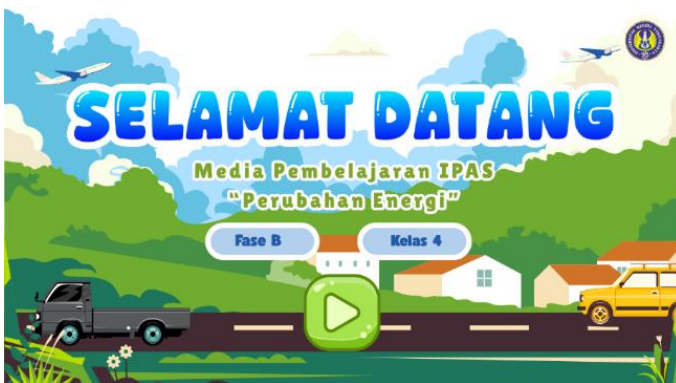 SELAMAT DATANG
Media Pembelajaran IPAS
"Perubahan Energi"
Fase B
Kelas 4